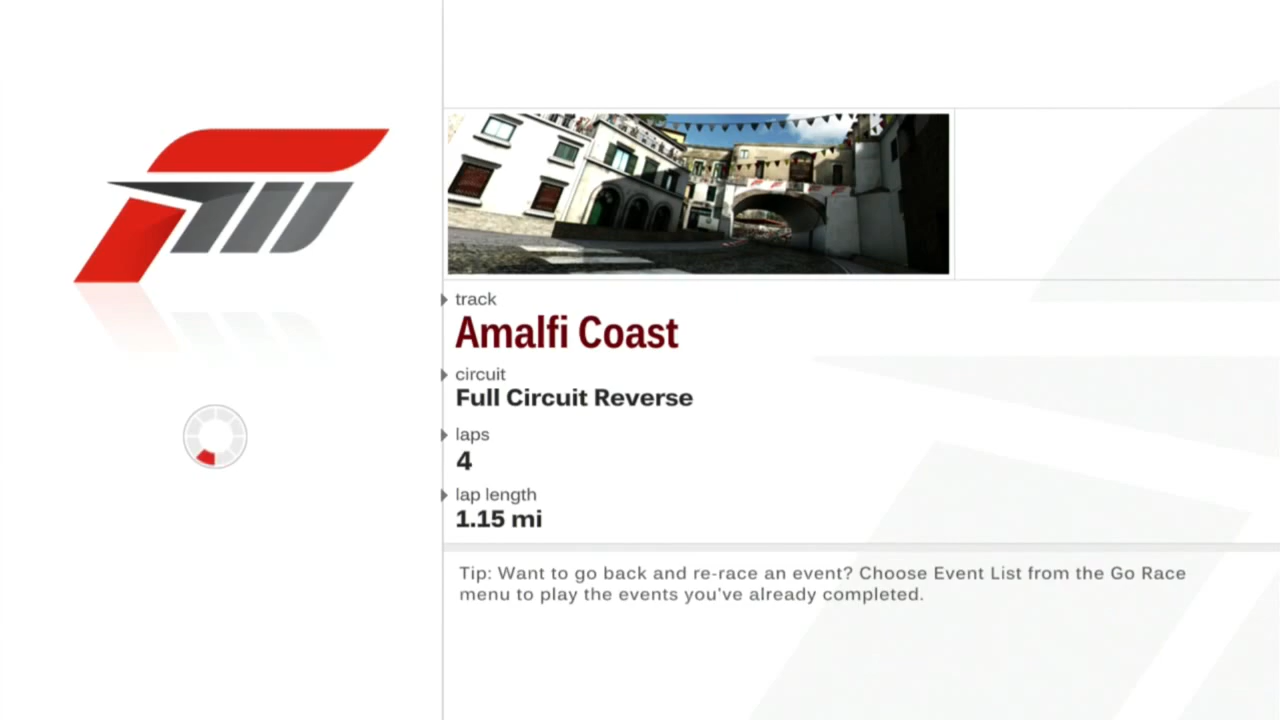 track
Amalfi Coast
circuit
Full Circuit Reverse
laps
4
lap length
1.15 mi
Tip: Want to go back and re-race an event? Choose Event List from the Go Race
menu to play the events you've already completed.